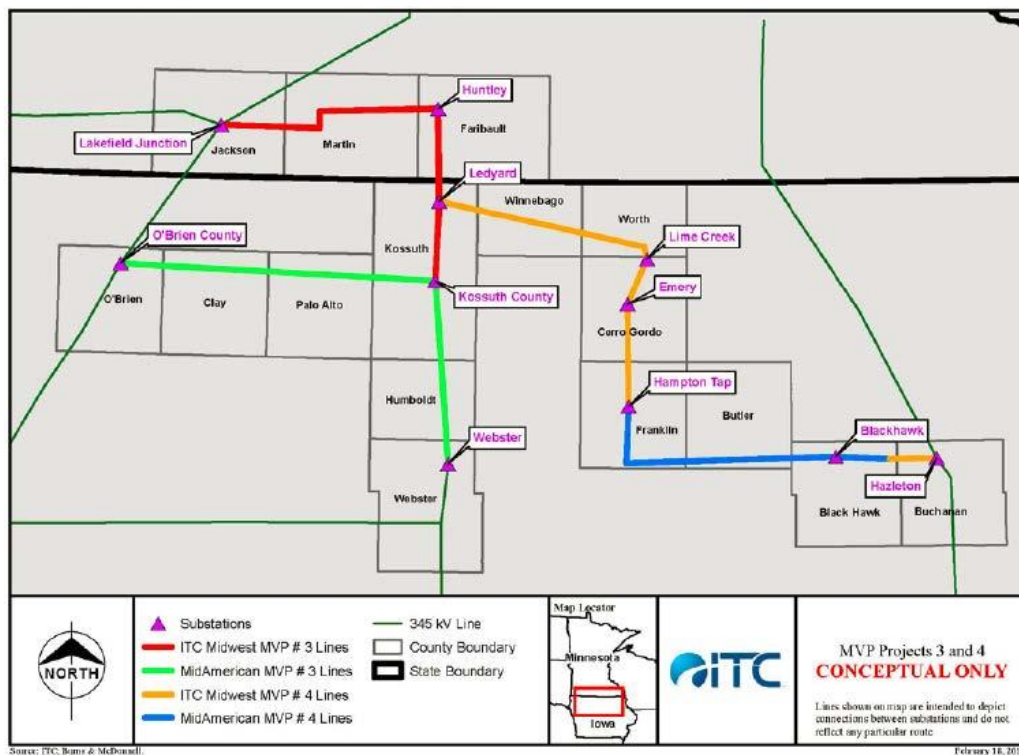 Huntley
Lakefield Junction
Jackson
Martin
Faribault
Ledyard
Winnebago
Worth
O'Brien County
Kossuth
Lime Creek
O'Brien
Clay
Palo Alto
Kossuth County
Emery
Cerro Gordo
Hampton Tap
Humboldt
Butler
Franklin
Blackhawk
Webster
Hazleton
Webster
Black Hawk
Buchanan
NORTH
Substations
ITC Midwest MVP # 3 Lines
MidAmerican MVP # 3 Lines
ITC Midwest MVP # 4 Lines
MidAmerican MVP # 4 Lines
345 kV Line
County Boundary
State Boundary
Map Locator
Minnesota
Iowa
ITC
MVP Projects 3 and 4
CONCEPTUAL ONLY
Lines shown on map are intended to depict
connections between substations and do not
reflect any particular route
Source: ITC; Burns & McDonnell.
February 18, 20